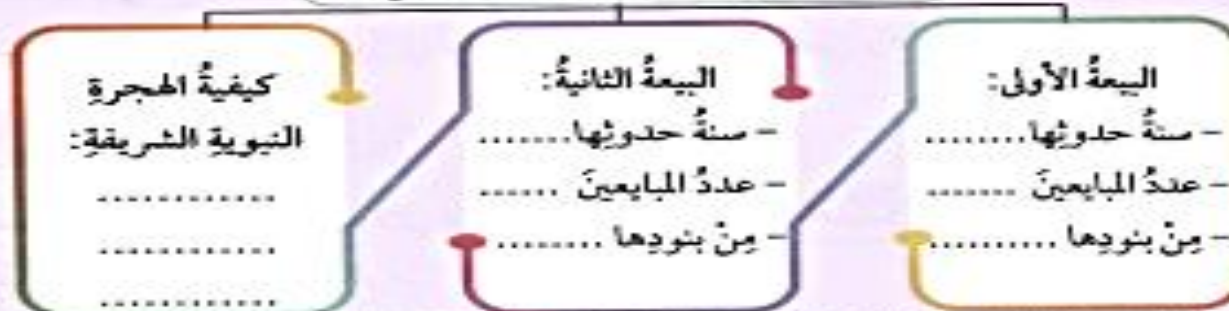 البيعةُ الأولى:
- سنةُ حدوثِها........
- عددُ المبايعينَ .......
- مِنْ بنودِها ...........
البيعةُ الثانيةُ:
- سنةُ حدوثِها.......
- عددُ المبايعينَ ......
- مِنْ بنودِها .........
كيفيةُ الهجرةِ
النبويةِ الشريفةِ:
.............
.............
.............